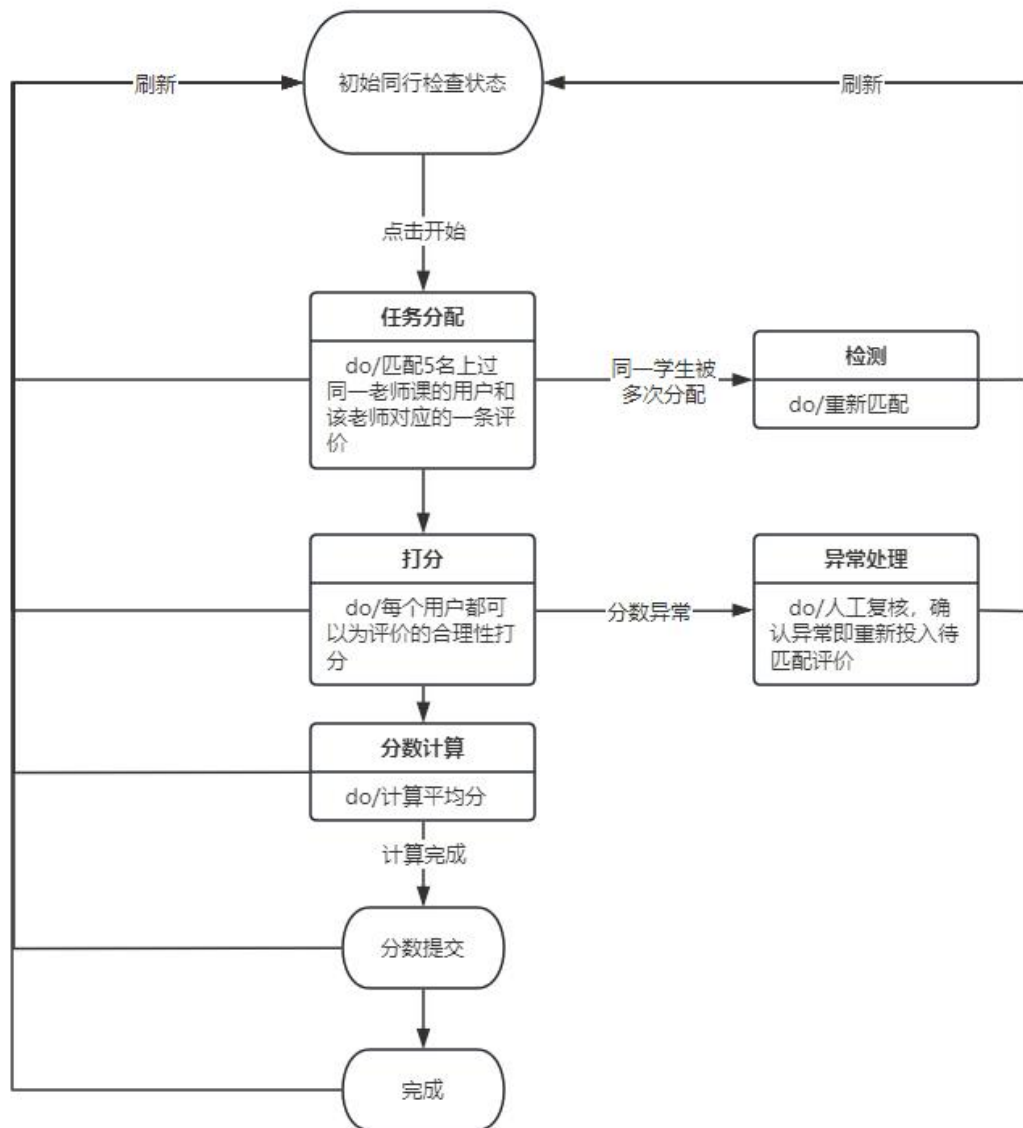 刷新
初始同行检查状态
刷新
点击开始
任务分配
do/匹配5名上过
同一老师课的用户和
该老师对应的一条评
价
同一学生被
多次分配
检测
do/重新匹配
打分
do/每个用户都可
以为评价的合理性打
分
分数异常
异常处理
do/人工复核，确
认异常即重新投入待
匹配评价
分数计算
do/计算平均分
计算完成
分数提交
完成